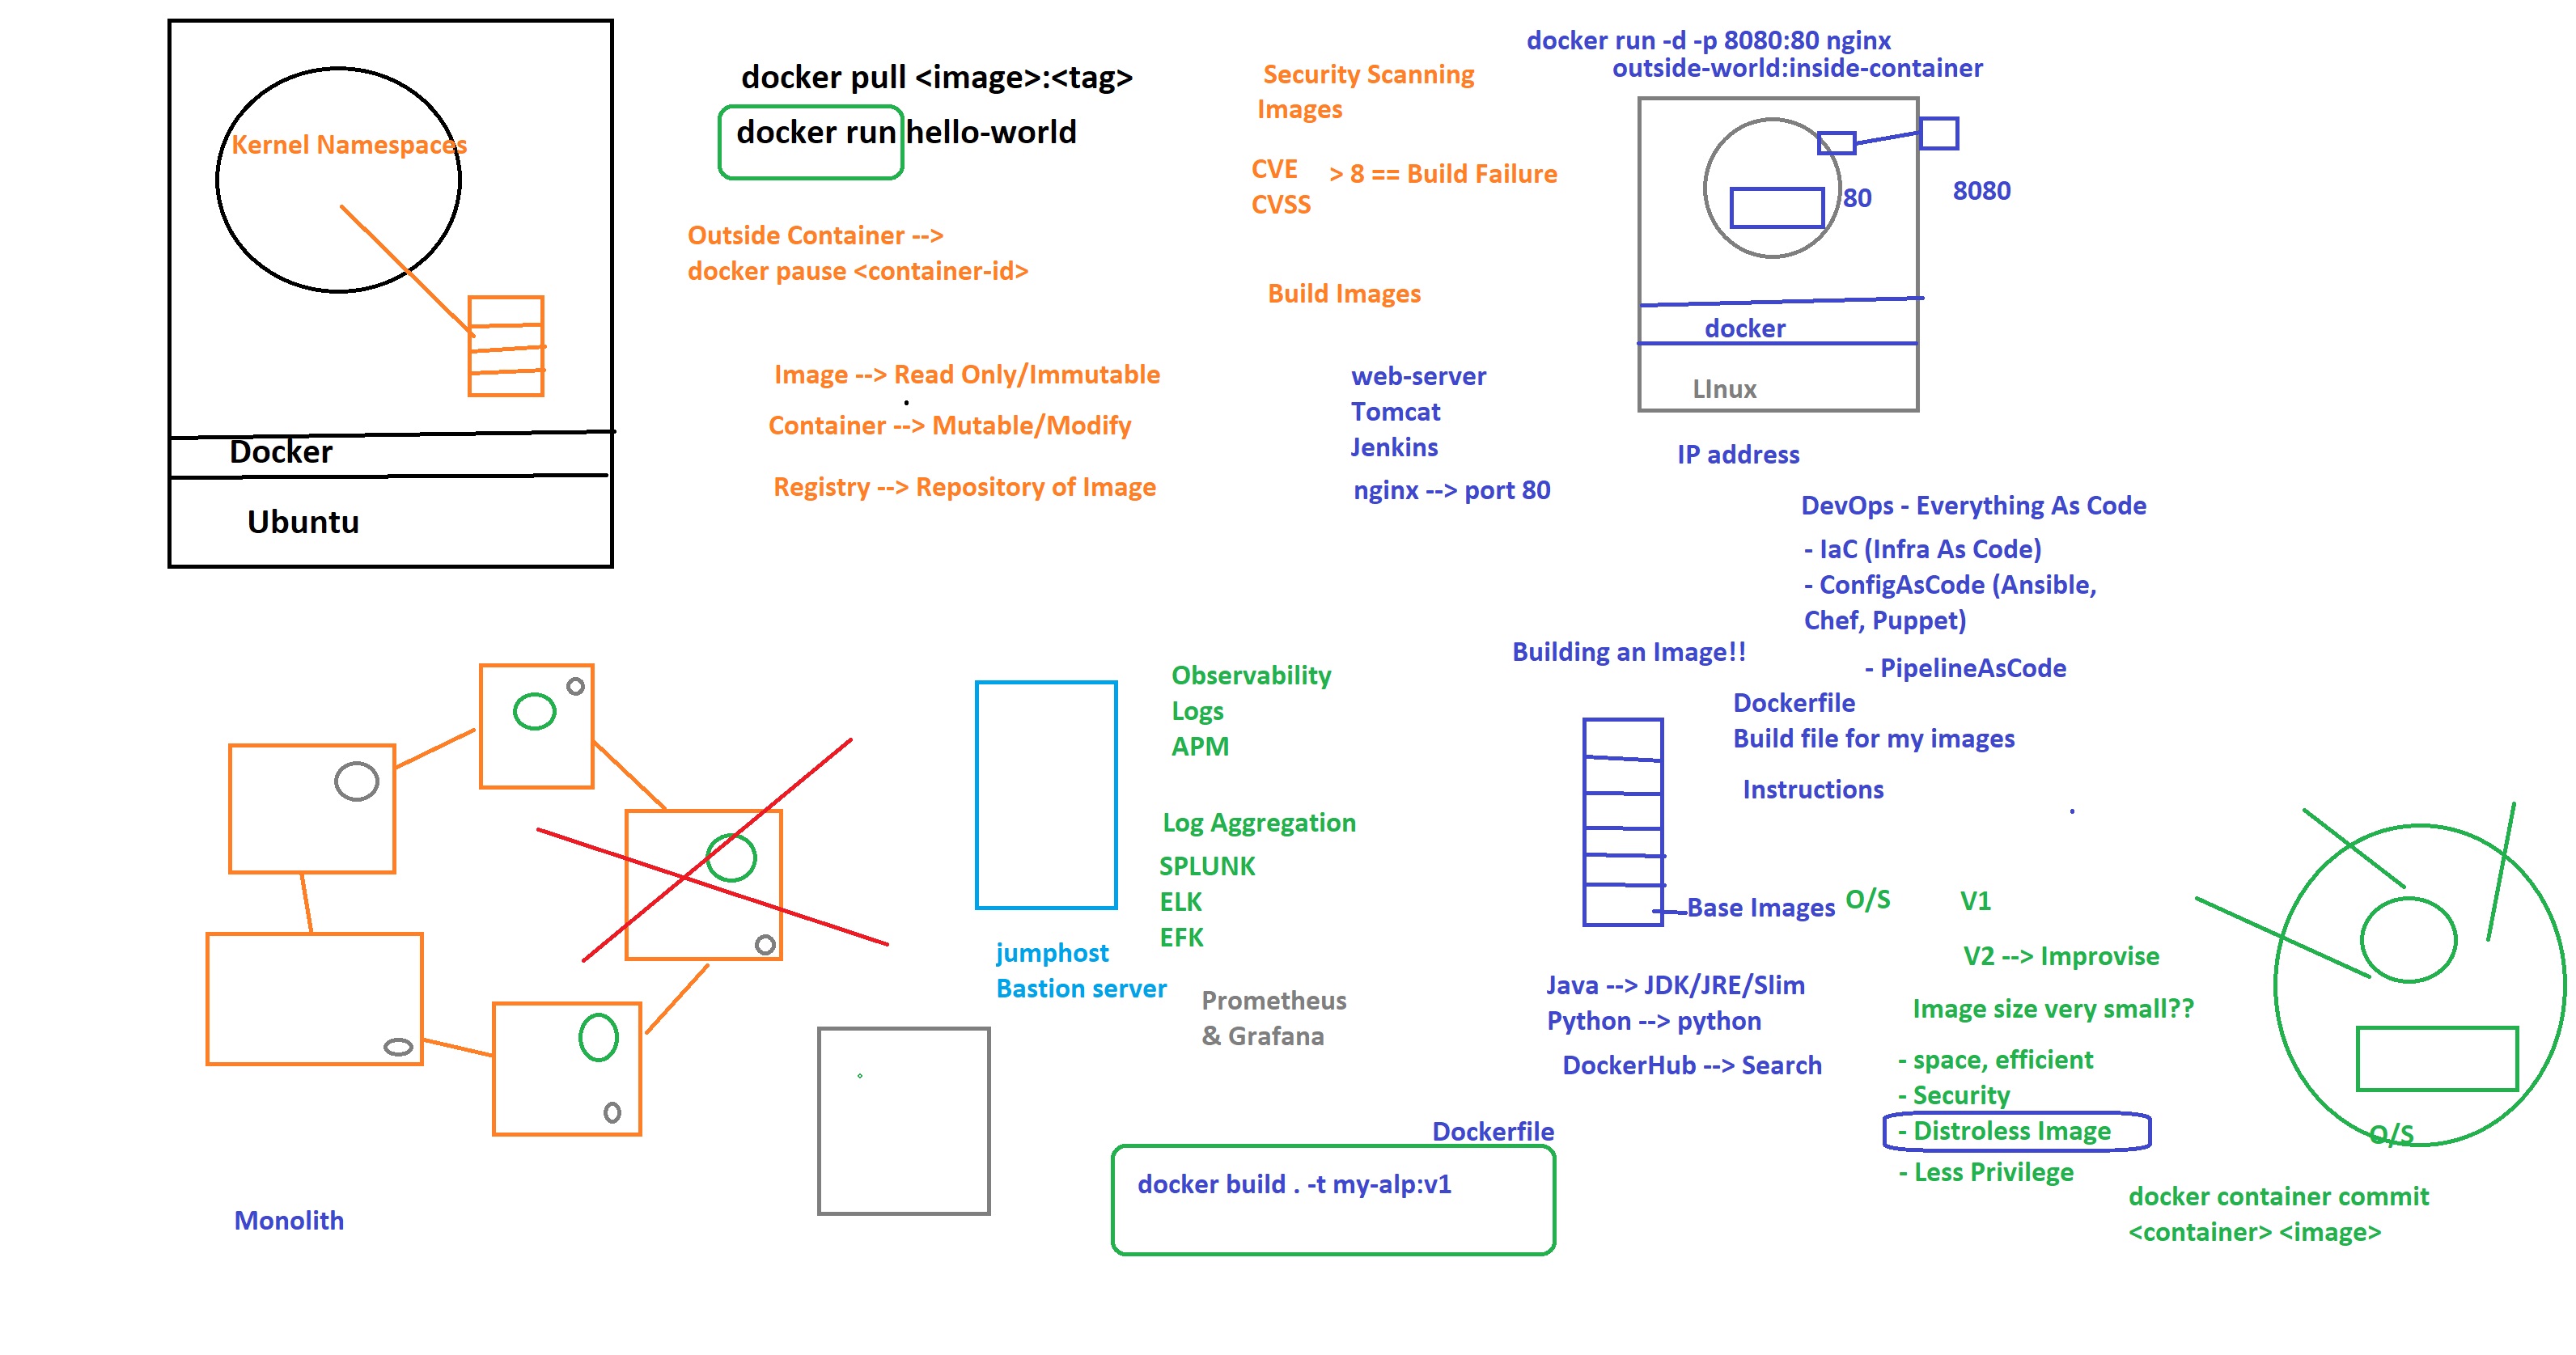 Kernel Namespaces
Docker
Ubuntu
docker pull <image>:<tag>
docker run hello-world
Outside Container -->
docker pause <container-id>
Image --> Read Only/Immutable
Container --> Mutable/Modify
Registry --> Repository of Image
Security Scanning
Images
CVE
CVSS
> 8 == Build Failure
Build Images
web-server
Tomcat
Jenkins
nginx --> port 80
docker run -d -p 8080:80 nginx
outside-world:inside-container
80
8080
docker
LInux
IP address
DevOps - Everything As Code
- IaC (Infra As Code)
- ConfigAsCode (Ansible,
Chef, Puppet)
- PipelineAsCode
Monolith
jumphost
Bastion server
Observability
Logs
APM
Log Aggregation
SPLUNK
ELK
EFK
Prometheus
& Grafana
Building an Image!!
Dockerfile
Build file for my images
Instructions
Base Images
O/S
Java --> JDK/JRE/Slim
Python --> python
DockerHub --> Search
Dockerfile
docker build . -t my-alp:v1
V1
V2 --> Improvise
Image size very small??
- space, efficient
- Security
- Distroless Image
- Less Privilege
O/S
docker container commit
<container> <image>